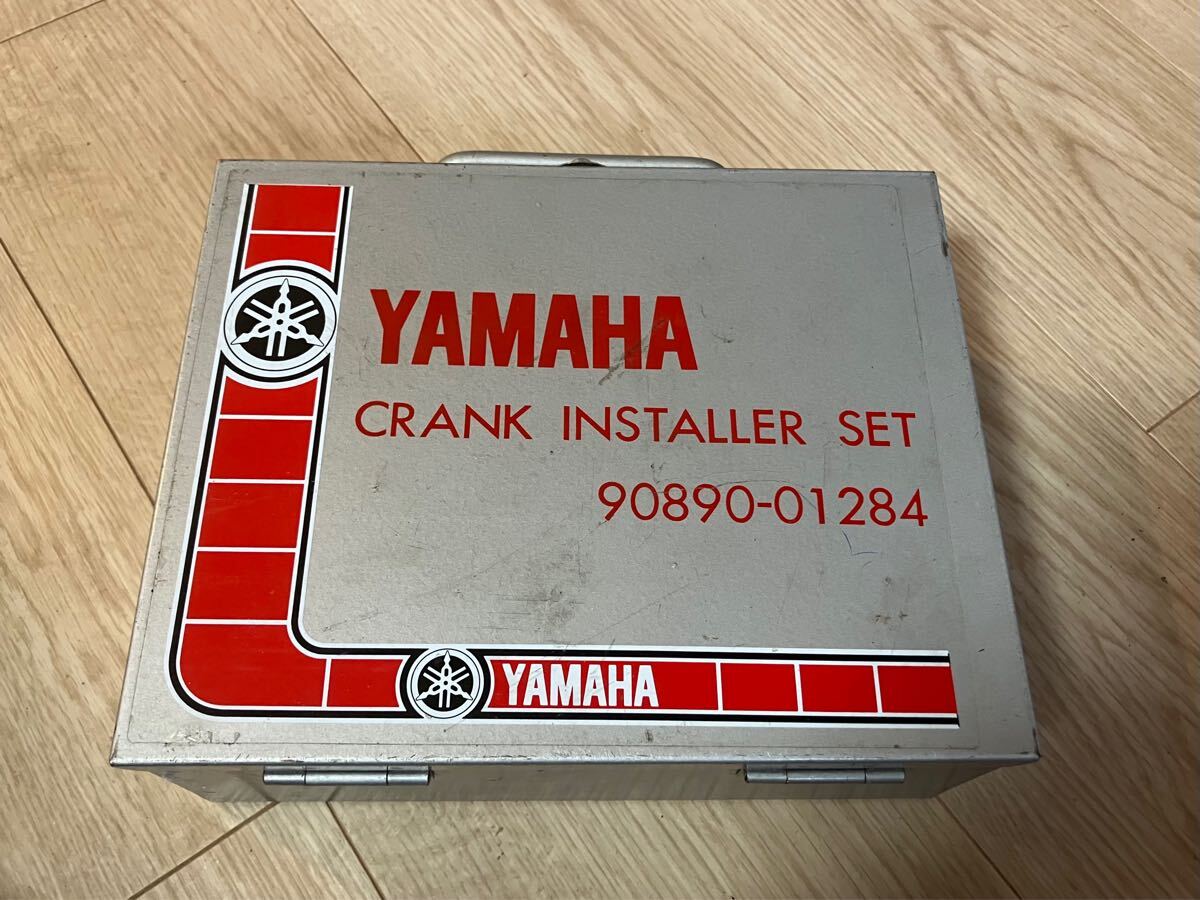 YAMAHA
CRANK INSTALLER SET
90890-01284
YAMAHA